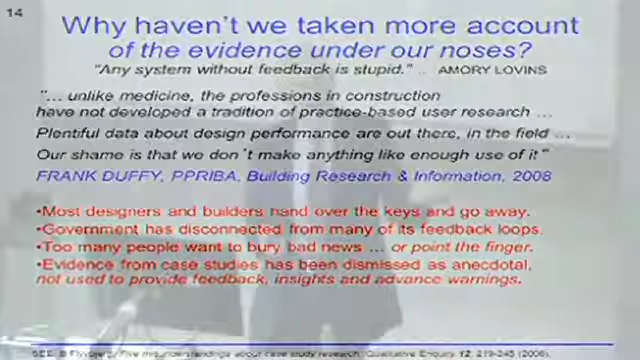 14
Why haven't we taken more account
of the evidence under our noses?
"Any system without feedback is stupid." .. AMORY LOVINS
"... unlike medicine, the professions in construction
have not developed a tradition of practice-based user research ...
Plentiful data about design performance are out there, in the field ...
Our shame is that we don´t make anything like enough use of it"
FRANK DUFFY, PPRIBA, Building Research & Information, 2008
•Most designers and builders hand over the keys and go away.
•Government has disconnected from many of its feedback loops.
•Too many people want to bury bad news ... or point the finger.
•Evidence from case studies has been dismissed as anecdotal,
not used to provide feedback, insights and advance warnings.
SEE: B Flyvbjerg, Five misunderstandings about case study research, Qualitative Enquiry 12, 219-245 (2006).